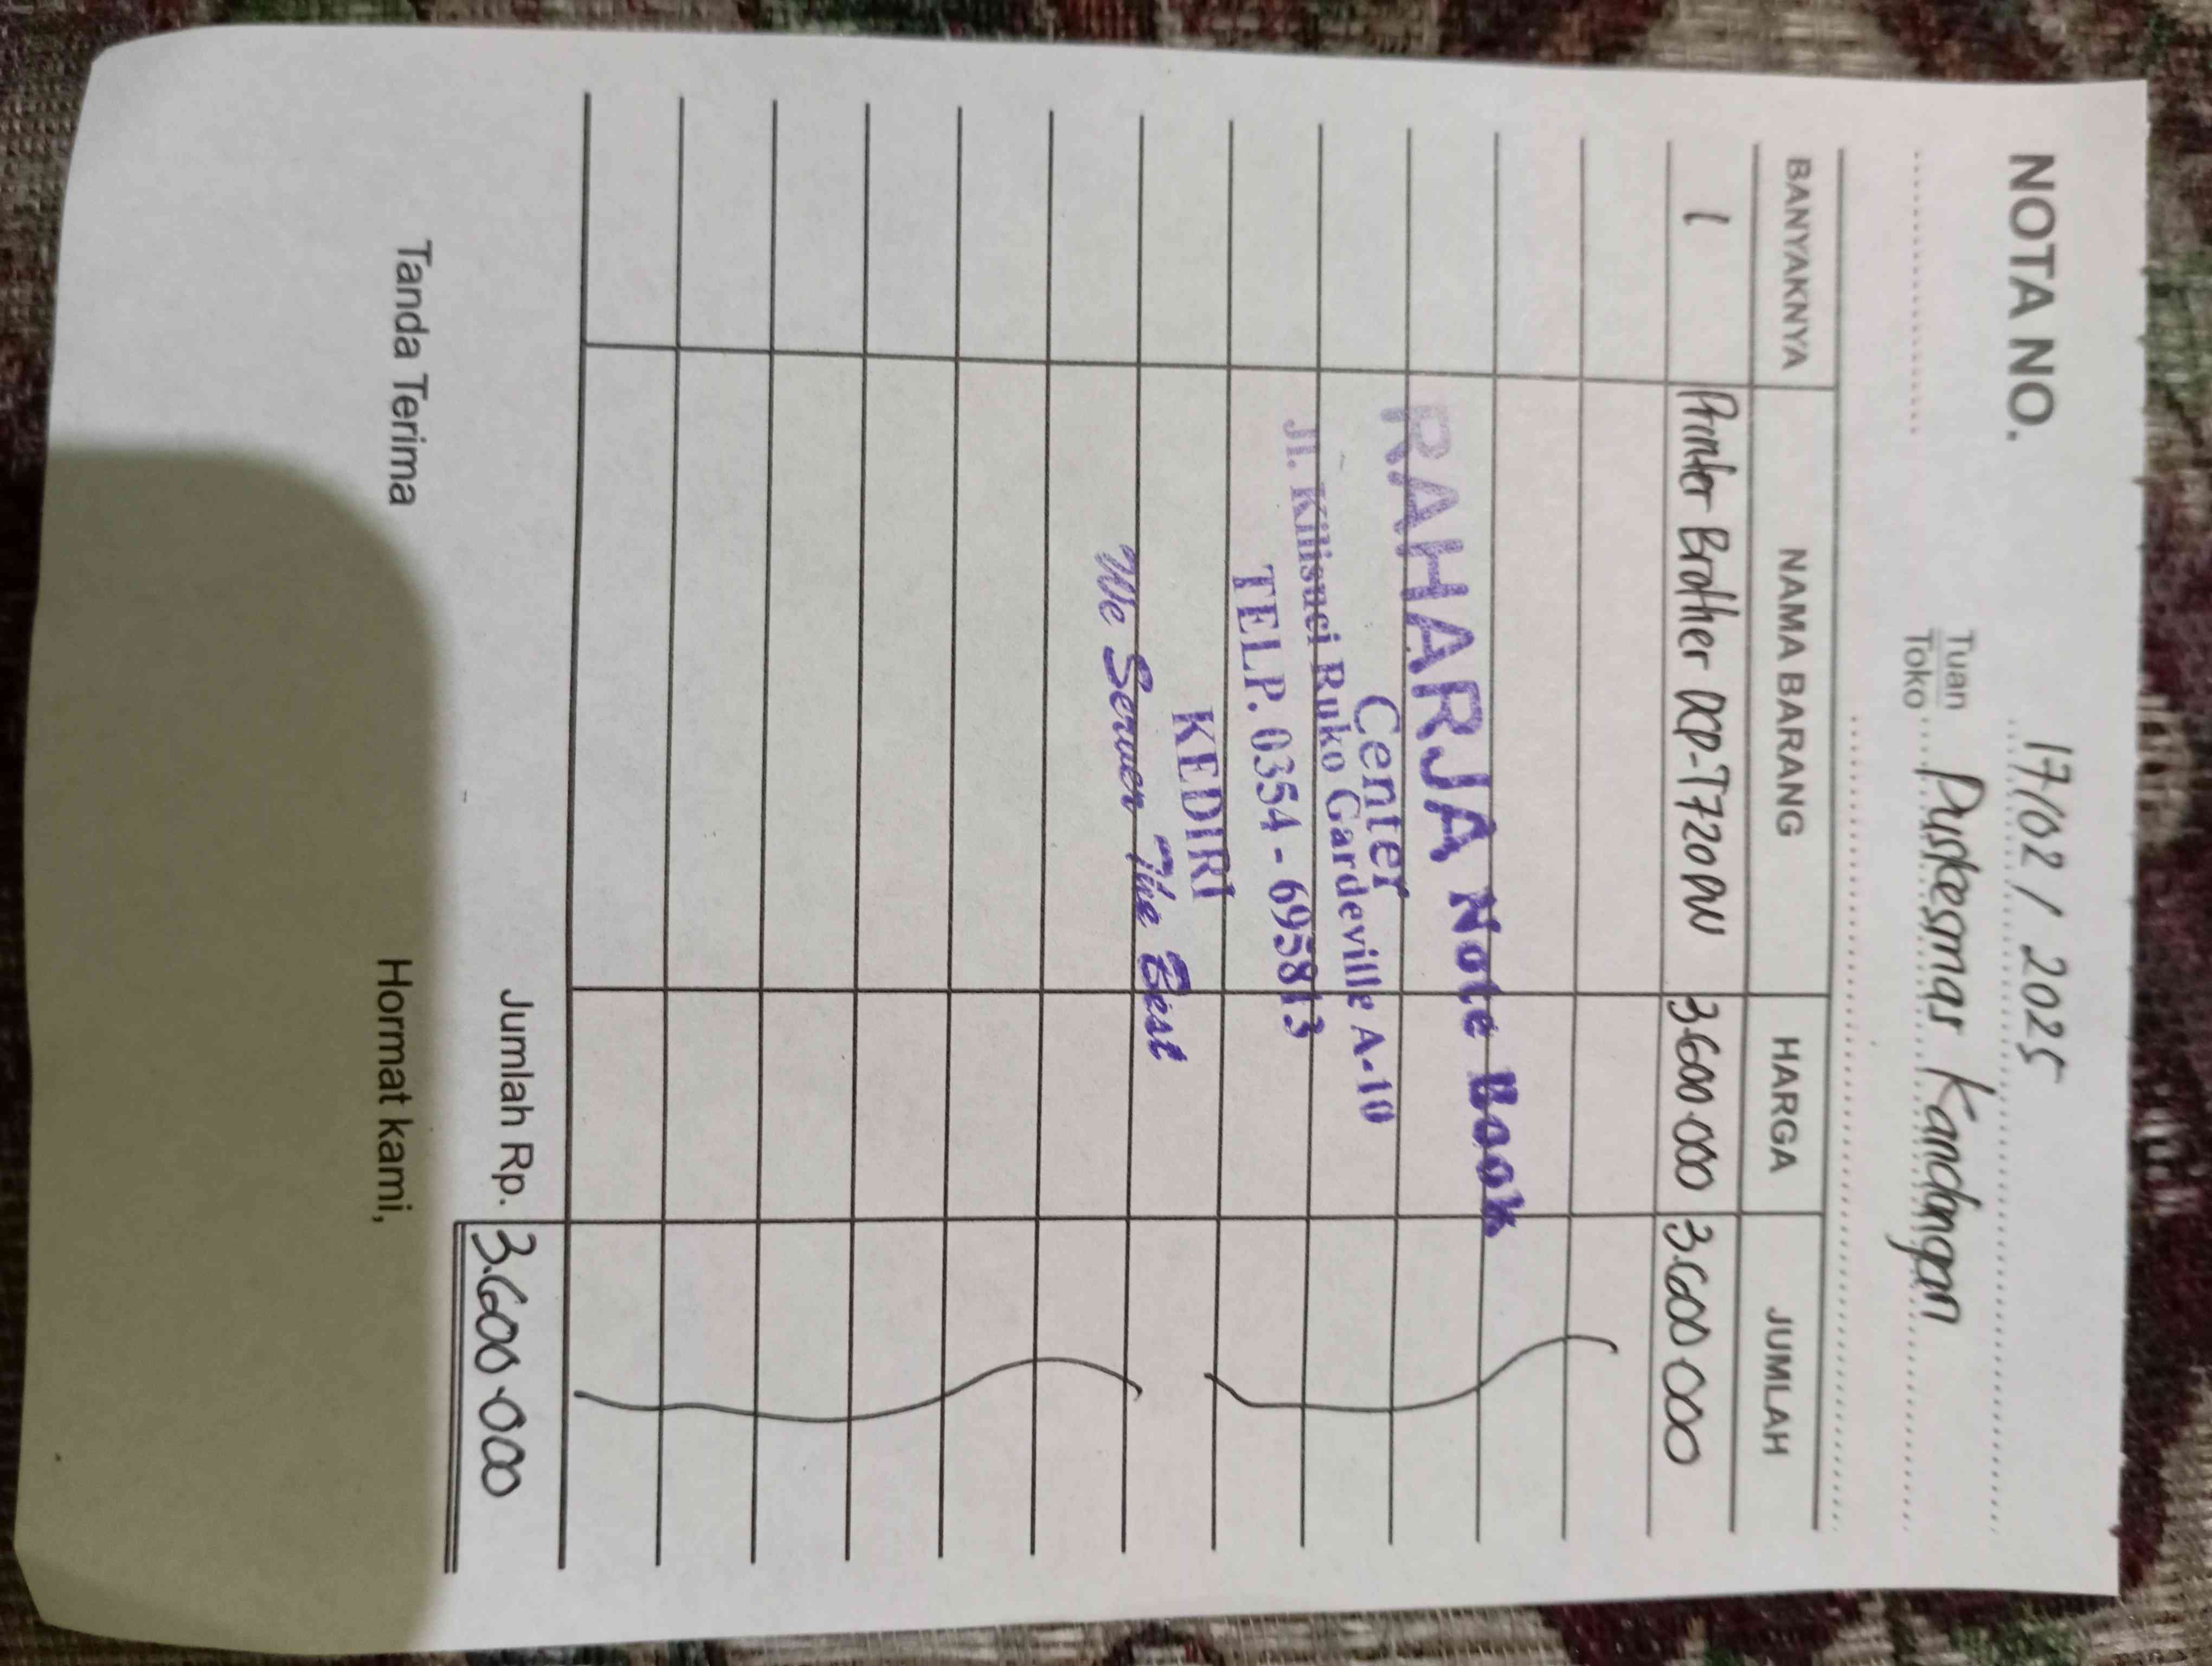 NOTA NO.
17/02/2025
Tuan
Toko Puskesmas Kandangan
BANYAKNYA NAMA BARANG HARGA JUMLAH
1 Printer Brother DCP-T720DW 3.600.000 3.600.000
RAHARJA Note Book
Center
Jl. Kilisuci Ruko Gardeville A-10
TELP. 0354 - 695813
KEDIRI
We Server The Best
Jumlah Rp. 3.600.000
Tanda Terima Hormat kami,